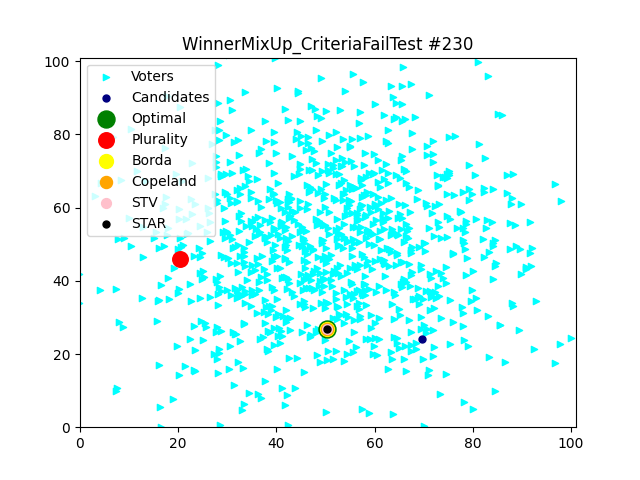 WinnerMixUp_CriteriaFailTest #230
Voters
Candidates
Optimal
Plurality
Borda
Copeland
STV
STAR
100
80
60
40
20
0
0 20 40 60 80 100